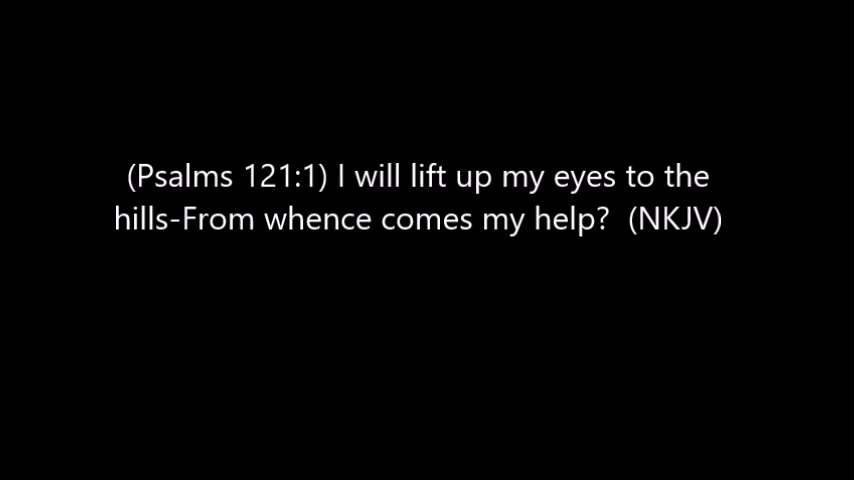 (Psalms 121:1) I will lift up my eyes to the
hills-From whence comes my help?  (NKJV)